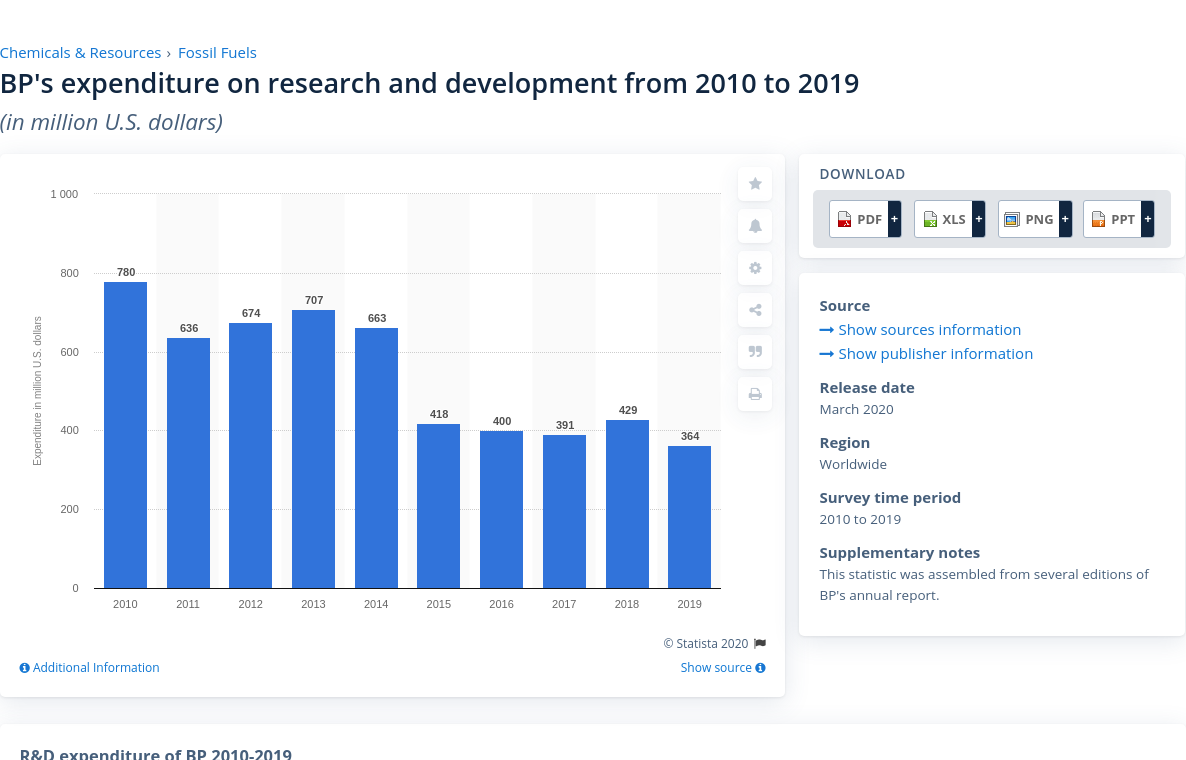 Chemicals & Resources › Fossil Fuels
BP's expenditure on research and development from 2010 to 2019
(in million U.S. dollars)
1 000
800
600
400
200
0
Expenditure in million U.S. dollars
780
636
674
707
663
418
400
391
429
364
2010 2011 2012 2013 2014 2015 2016 2017 2018 2019
© Statista 2020
Additional Information
Show source
DOWNLOAD
PDF + XLS + PNG + PPT +
Source
Show sources information
Show publisher information
Release date
March 2020
Region
Worldwide
Survey time period
2010 to 2019
Supplementary notes
This statistic was assembled from several editions of
BP's annual report.
R&D expenditure of BP 2010-2019